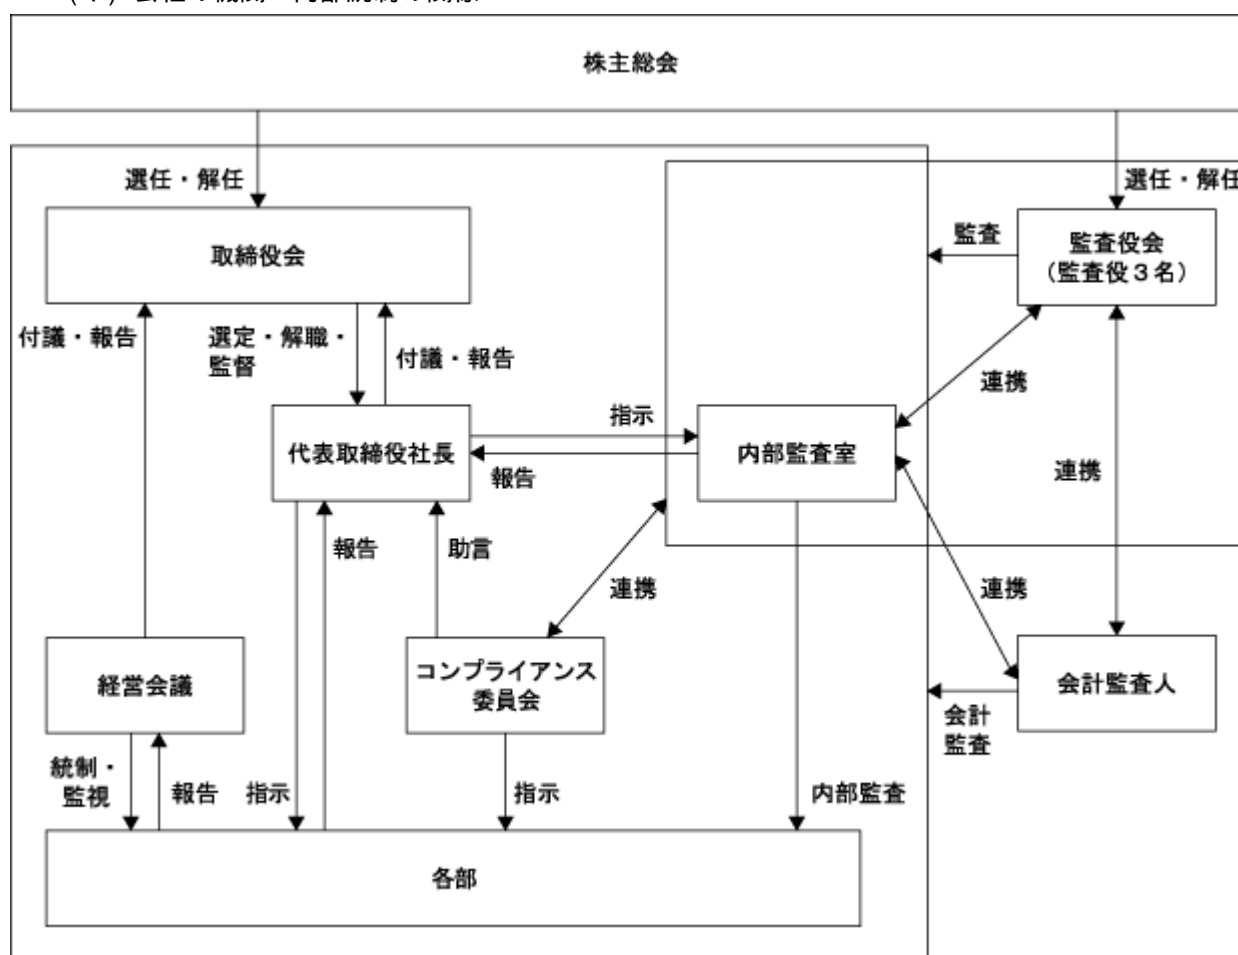 株主総会
選任・解任
選任・解任
取締役会
監査
監査役会
（監査役３名）
付議・報告
選定・解職・
監督
付議・報告
連携
代表取締役社長
指示
報告
内部監査室
連携
報告
助言
連携
連携
経営会議
コンプライアンス
委員会
会計監査人
会計
監査
統制・
監視
報告
指示
指示
内部監査
各部